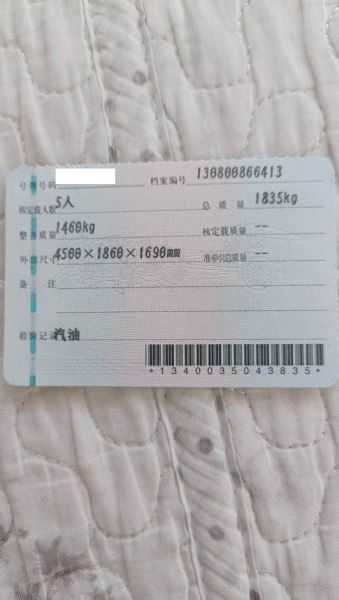 号牌号码 档案编号 130800866413
核定载人数 5人 总质量 1835kg
整备质量 1460kg 核定载质量 --
外廓尺寸 4500×1860×1690mm 准牵引总质量 --
备注
检验记录 汽油
*1340035043835*